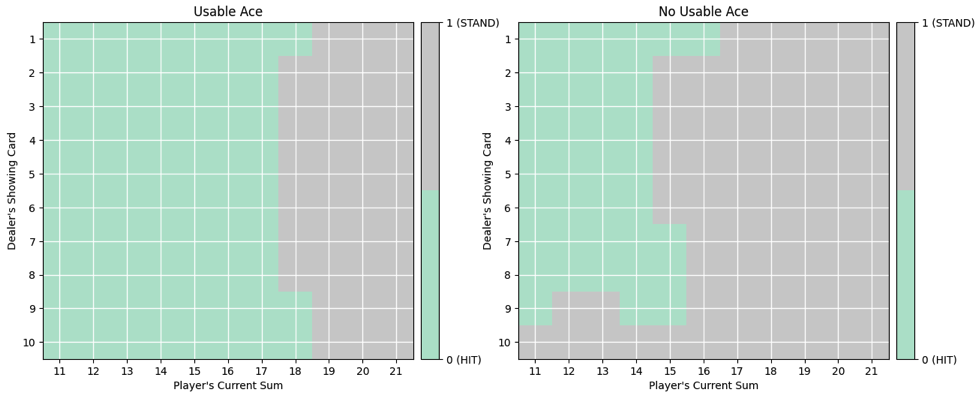 Usable Ace
No Usable Ace
1 (STAND)
1 (STAND)
1
2
3
4
5
6
7
8
9
10
1
2
3
4
5
6
7
8
9
10
Dealer's Showing Card
Dealer's Showing Card
0 (HIT)
0 (HIT)
11 12 13 14 15 16 17 18 19 20 21
11 12 13 14 15 16 17 18 19 20 21
Player's Current Sum
Player's Current Sum